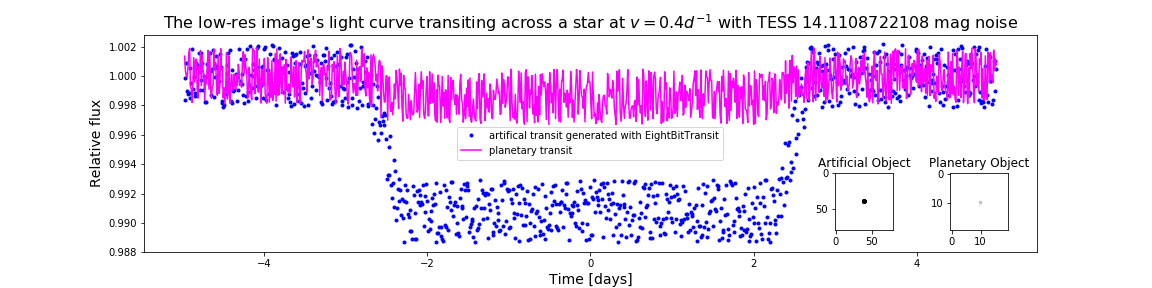 The low-res image's light curve transiting across a star at v = 0.4d⁻¹ with TESS 14.1108722108 mag noise
1.002
1.000
0.998
0.996
0.994
0.992
0.990
0.988
Relative flux
artifical transit generated with EightBitTransit
planetary transit
Artificial Object
0
50
0 50
Planetary Object
0
10
0 10
−4 −2 0 2 4
Time [days]